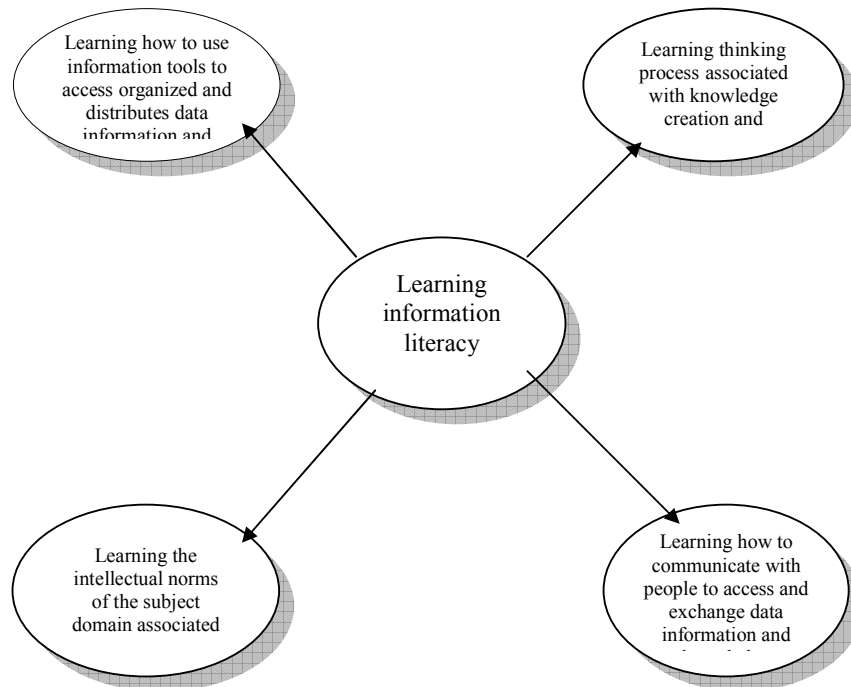 Learning how to use
information tools to
access organized and
distributes data
information and
Learning thinking
process associated
with knowledge
creation and
Learning
information
literacy
Learning the
intellectual norms
of the subject
domain associated
Learning how to
communicate with
people to access and
exchange data
information and